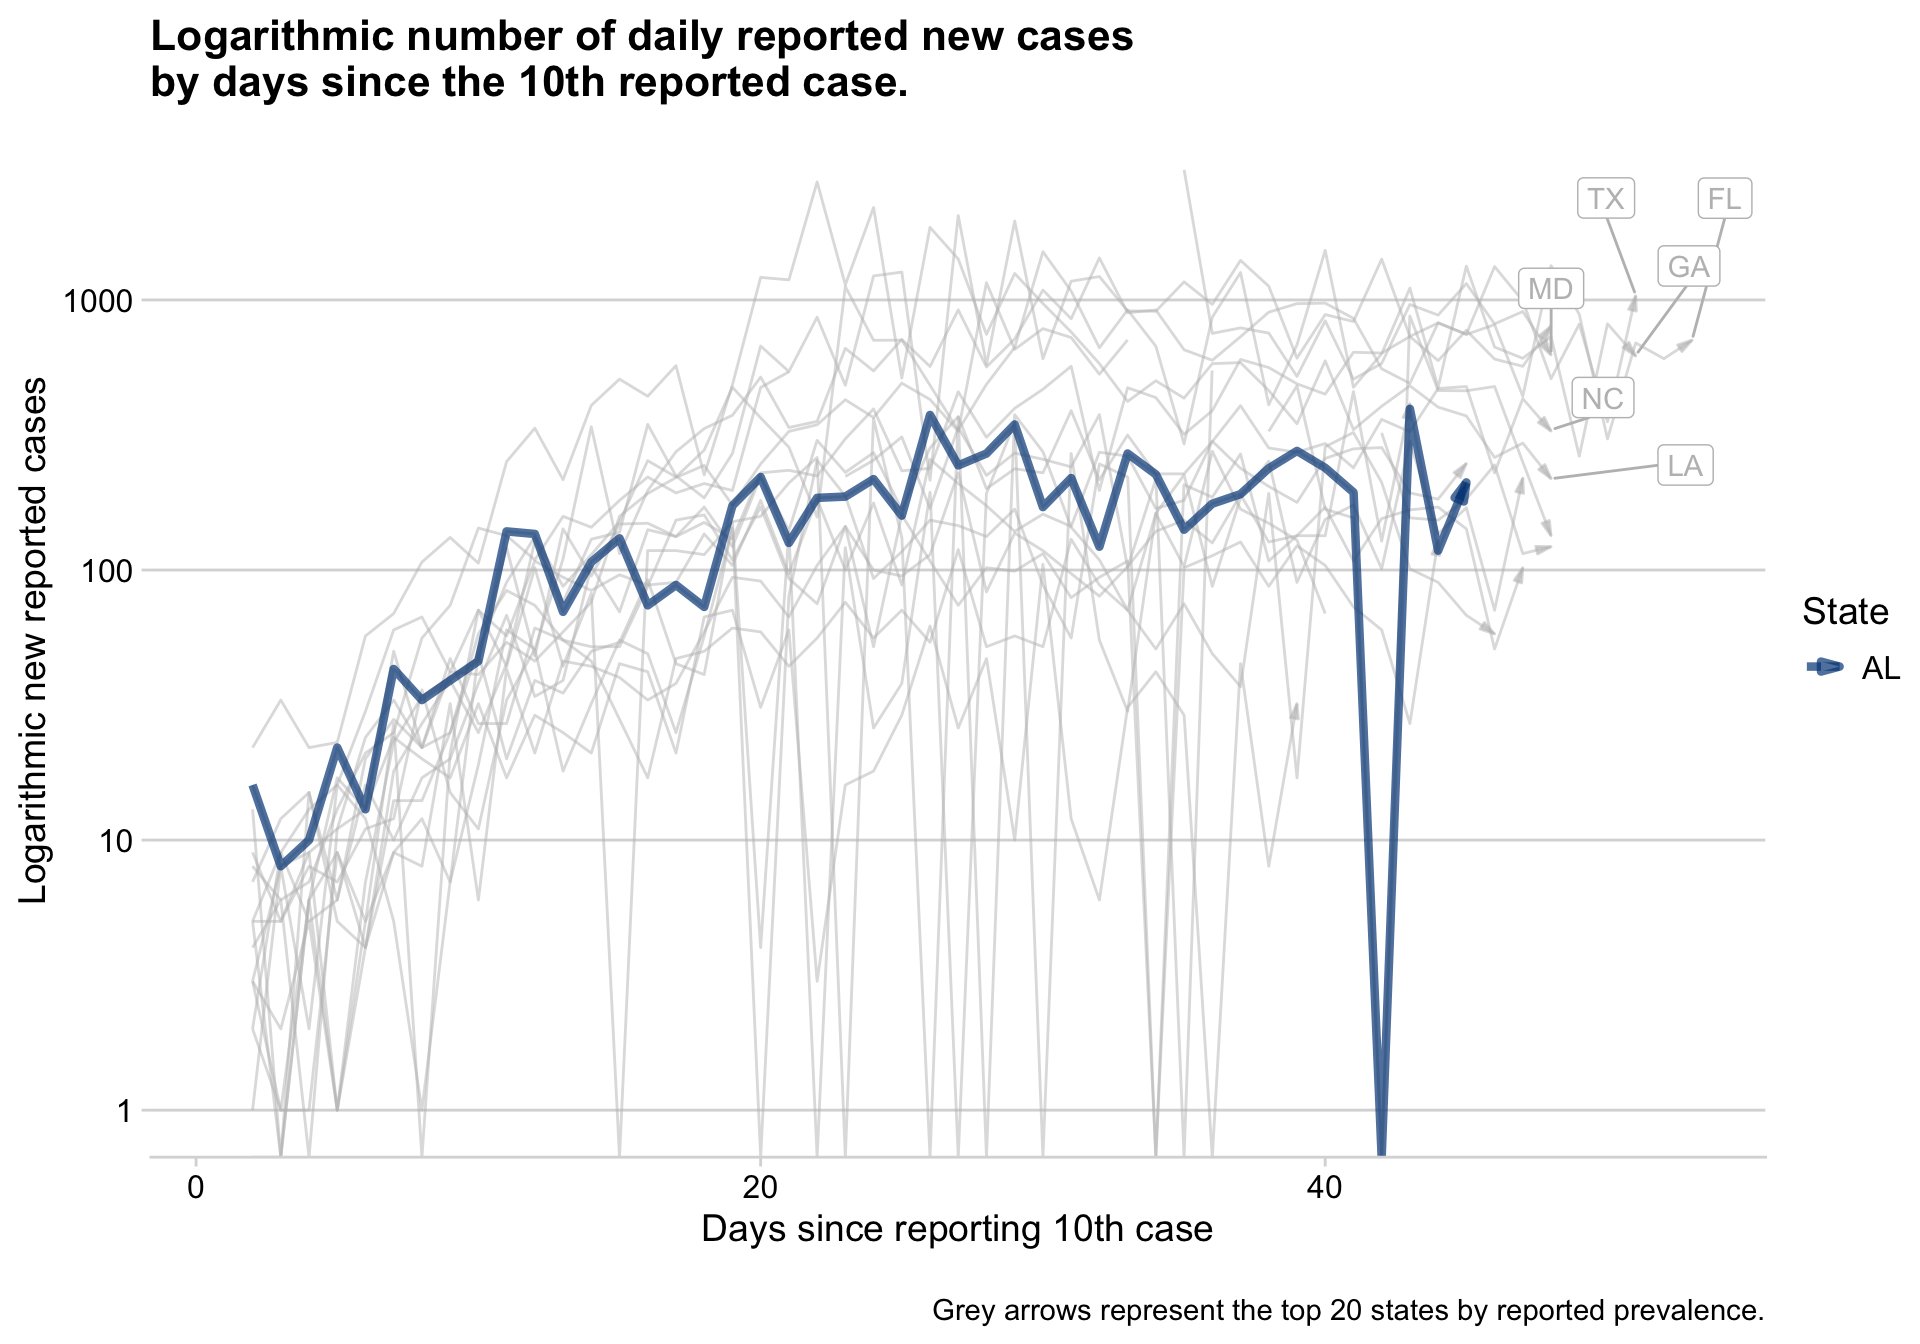 Logarithmic number of daily reported new cases
by days since the 10th reported case.
TX
FL
GA
MD
NC
LA
1000
100
10
1
Logarithmic new reported cases
State
AL
0
20
40
Days since reporting 10th case
Grey arrows represent the top 20 states by reported prevalence.